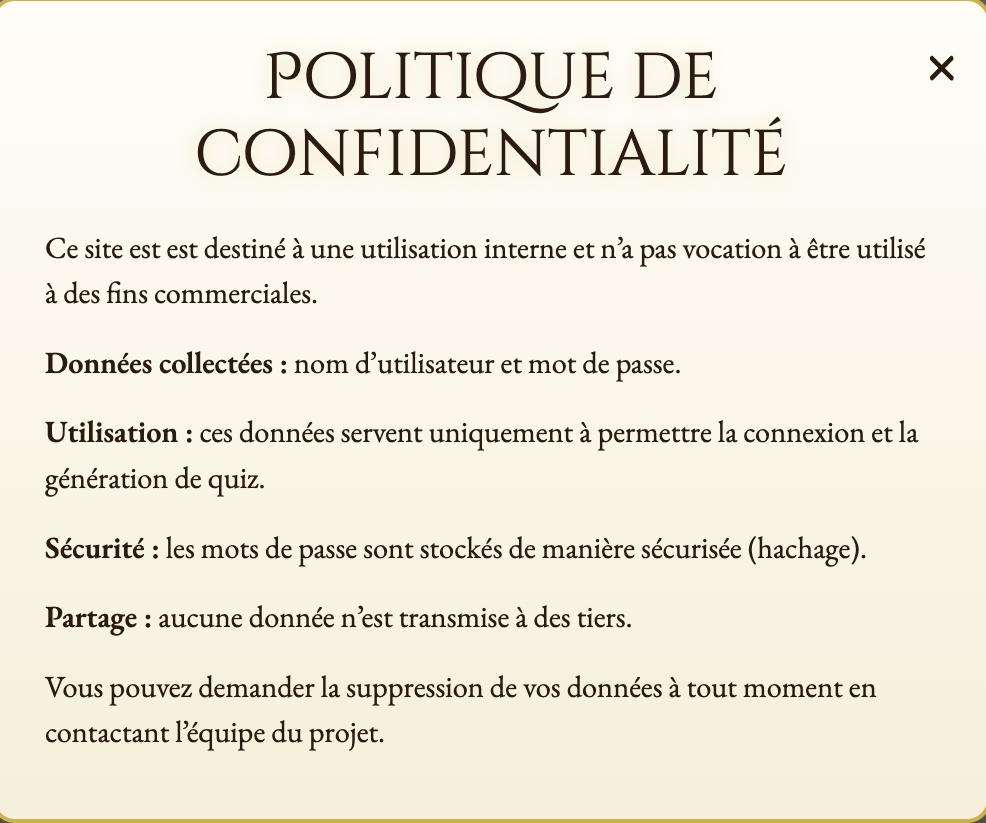 POLITIQUE DE
CONFIDENTIALITÉ
Ce site est est destiné à une utilisation interne et n’a pas vocation à être utilisé
à des fins commerciales.
Données collectées : nom d’utilisateur et mot de passe.
Utilisation : ces données servent uniquement à permettre la connexion et la
génération de quiz.
Sécurité : les mots de passe sont stockés de manière sécurisée (hachage).
Partage : aucune donnée n’est transmise à des tiers.
Vous pouvez demander la suppression de vos données à tout moment en
contactant l’équipe du projet.